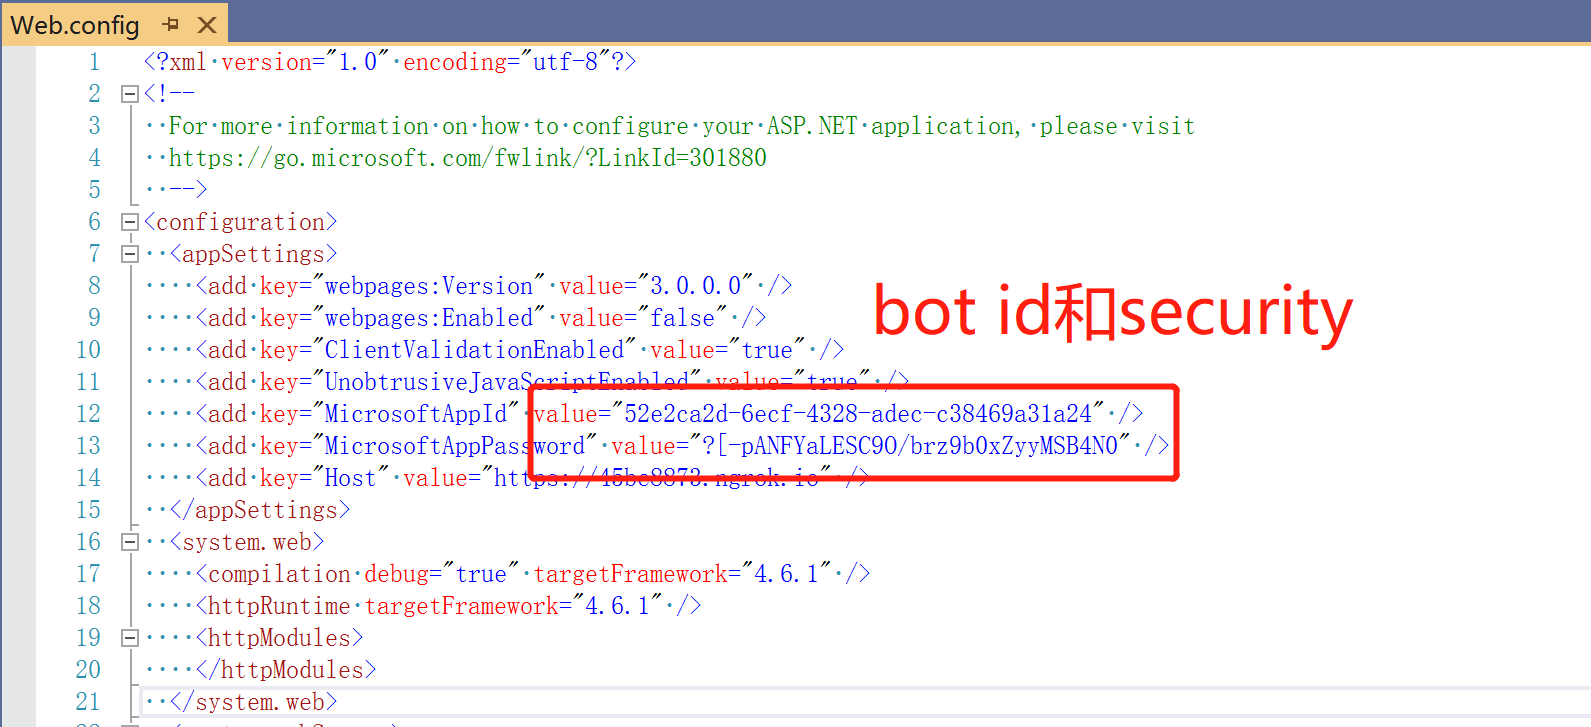 Web.config
1 <?xml version="1.0" encoding="utf-8"?>
2 <!--
3 For more information on how to configure your ASP.NET application, please visit
4 https://go.microsoft.com/fwlink/?LinkId=301880
5 -->
6 <configuration>
7 <appSettings>
8 <add key="webpages:Version" value="3.0.0.0" />
9 <add key="webpages:Enabled" value="false" />
bot id和security
10 <add key="ClientValidationEnabled" value="true" />
11 <add key="UnobtrusiveJavaScriptEnabled" value="true" />
12 <add key="MicrosoftAppId" value="52e2ca2d-6ecf-4328-adec-c38469a31a24" />
13 <add key="MicrosoftAppPassword" value="?[-pANFYaLESC9O/brz9b0xZyyMSB4N0" />
14 <add key="Host" value="https://45bc8873.ngrok.io" />
15 </appSettings>
16 <system.web>
17 <compilation debug="true" targetFramework="4.6.1" />
18 <httpRuntime targetFramework="4.6.1" />
19 <httpModules>
20 </httpModules>
21 </system.web>